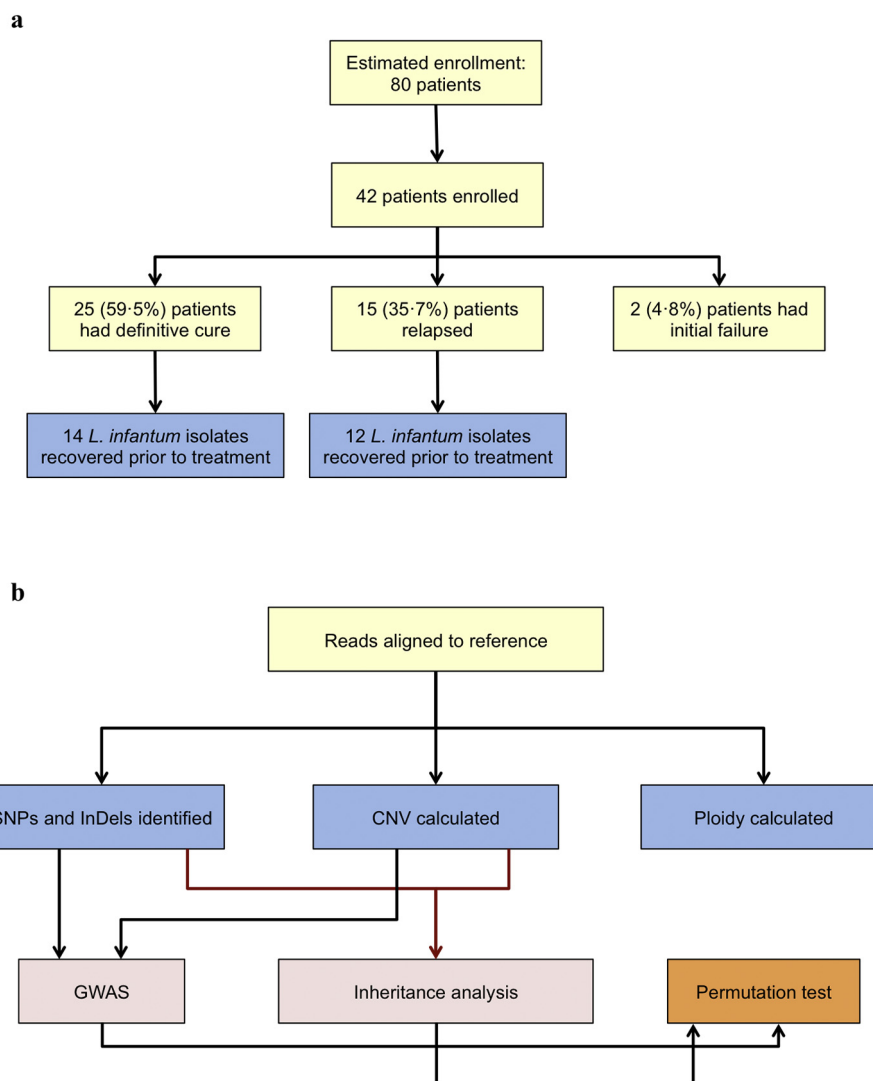 a
Estimated enrollment:
80 patients
42 patients enrolled
25 (59·5%) patients
had definitive cure
15 (35·7%) patients
relapsed
2 (4·8%) patients had
initial failure
14 L. infantum isolates
recovered prior to treatment
12 L. infantum isolates
recovered prior to treatment
b
Reads aligned to reference
SNPs and InDels identified
CNV calculated
Ploidy calculated
GWAS
Inheritance analysis
Permutation test